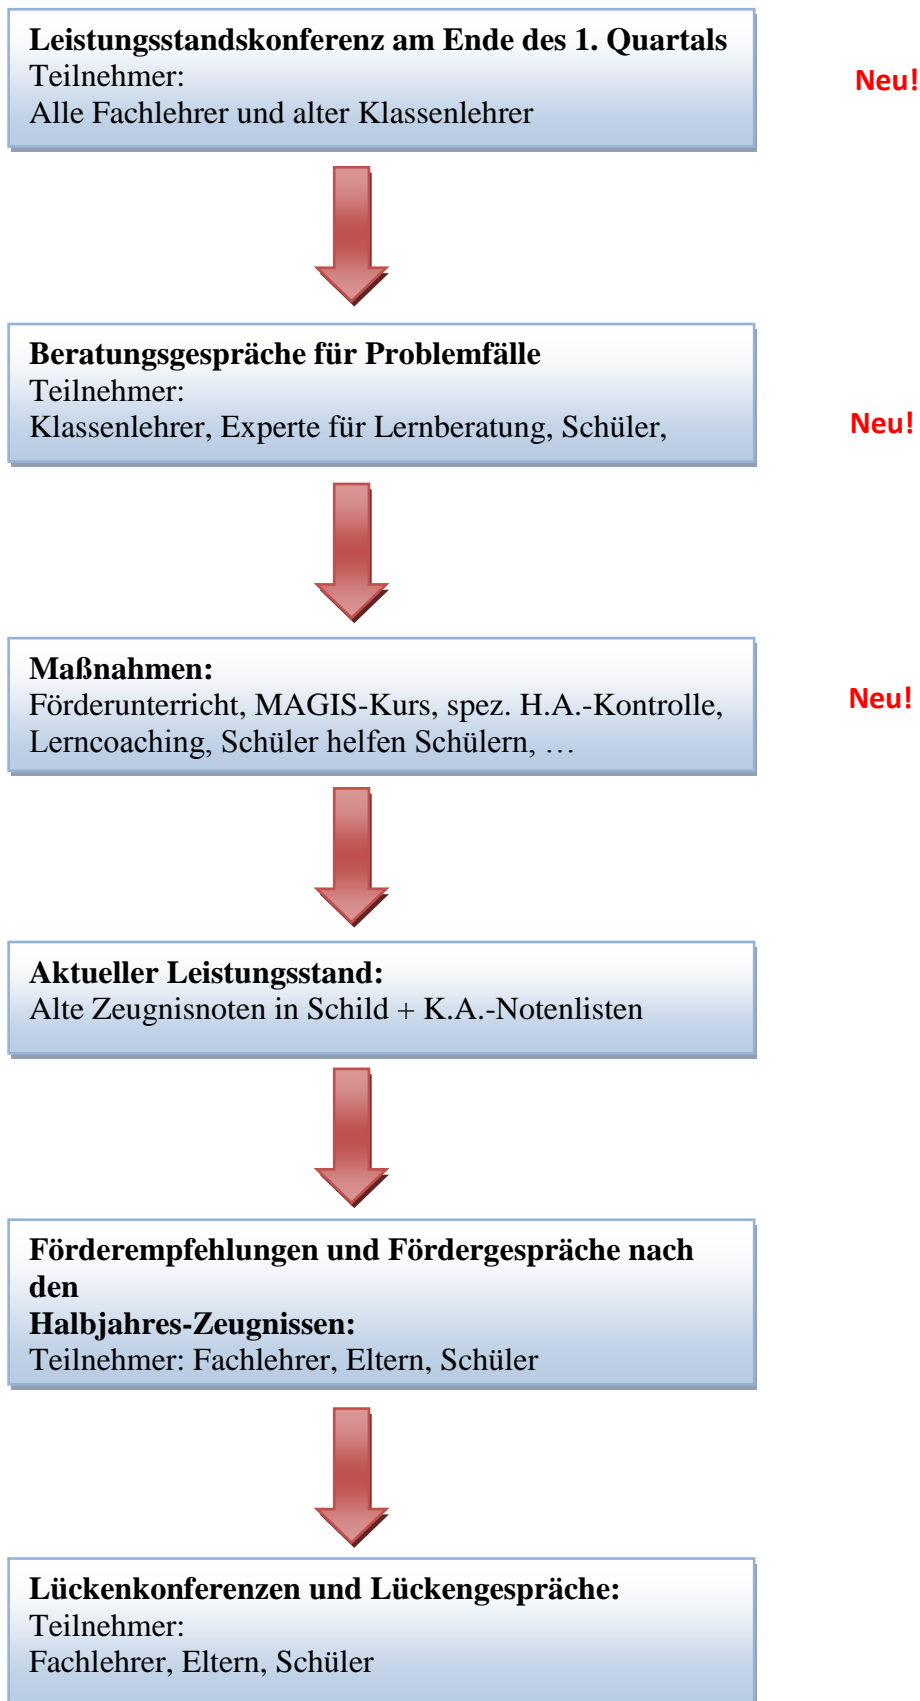 Leistungsstandskonferenz am Ende des 1. Quartals
Teilnehmer:
Alle Fachlehrer und alter Klassenlehrer
Neu!
Beratungsgespräche für Problemfälle
Teilnehmer:
Klassenlehrer, Experte für Lernberatung, Schüler,
Neu!
Maßnahmen:
Förderunterricht, MAGIS-Kurs, spez. H.A.-Kontrolle,
Lerncoaching, Schüler helfen Schülern, …
Neu!
Aktueller Leistungsstand:
Alte Zeugnisnoten in Schild + K.A.-Notenlisten
Förderempfehlungen und Fördergespräche nach
den
Halbjahres-Zeugnissen:
Teilnehmer: Fachlehrer, Eltern, Schüler
Lückenkonferenzen und Lückengespräche:
Teilnehmer:
Fachlehrer, Eltern, Schüler